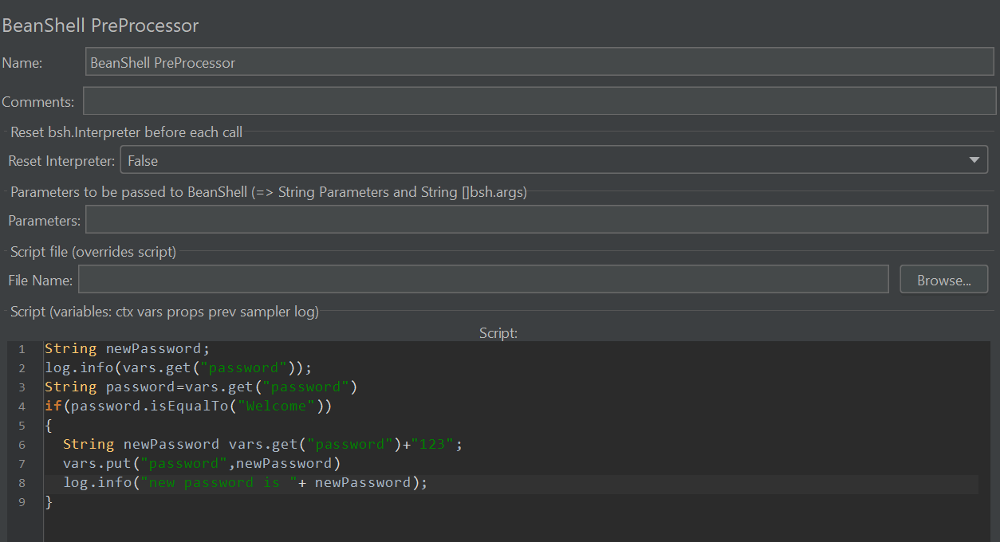 BeanShell PreProcessor
Name: BeanShell PreProcessor
Comments:
Reset bsh.Interpreter before each call
Reset Interpreter: False
Parameters to be passed to BeanShell (=> String Parameters and String []bsh.args)
Parameters:
Script file (overrides script)
File Name: Browse...
Script (variables: ctx vars props prev sampler log)
Script:
1 String newPassword;
2 log.info(vars.get("password"));
3 String password=vars.get("password")
4 if(password.isEqualTo("Welcome"))
5 {
6 String newPassword vars.get("password")+"123";
7 vars.put("password",newPassword)
8 log.info("new password is "+ newPassword);
9 }